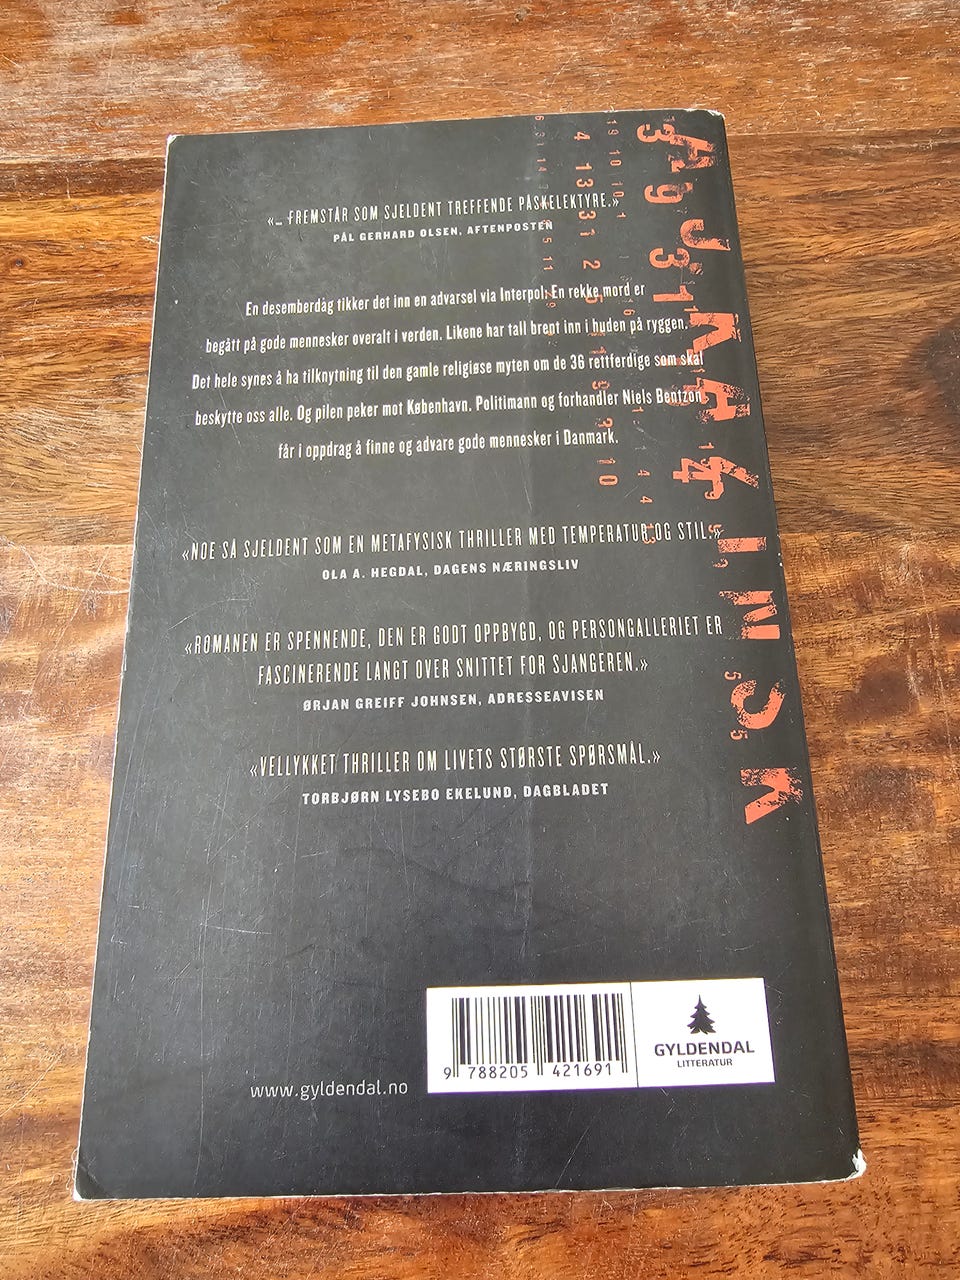 «… FREMSTÅR SOM SJELDENT TREFFENDE PÅSKELEKTYRE.»
PÅL GERHARD OLSEN, AFTENPOSTEN
En desemberdag tikker det inn en advarsel via Interpol: En rekke mord er
begått på gode mennesker overalt i verden. Likene har tall brent inn i huden på ryggen.
Det hele synes å ha tilknytning til den gamle religiøse myten om de 36 rettferdige som skal
beskytte oss alle. Og pilen peker mot København. Politimann og forhandler Niels Bentzon
får i oppdrag å finne og advare gode mennesker i Danmark.
«NOE SÅ SJELDENT SOM EN METAFYSISK THRILLER MED TEMPERATUR OG STIL.»
OLA A. HEGDAL, DAGENS NÆRINGSLIV
«ROMANEN ER SPENNENDE, DEN ER GODT OPPBYGD, OG PERSONGALLERIET ER
FASCINERENDE LANGT OVER SNITTET FOR SJANGEREN.»
ØRJAN GREIFF JOHNSEN, ADRESSEAVISEN
«VELLYKKET THRILLER OM LIVETS STØRSTE SPØRSMÅL.»
TORBJØRN LYSEBO EKELUND, DAGBLADET
www.gyldendal.no
9 788205 421691
GYLDENDAL
LITTERATUR